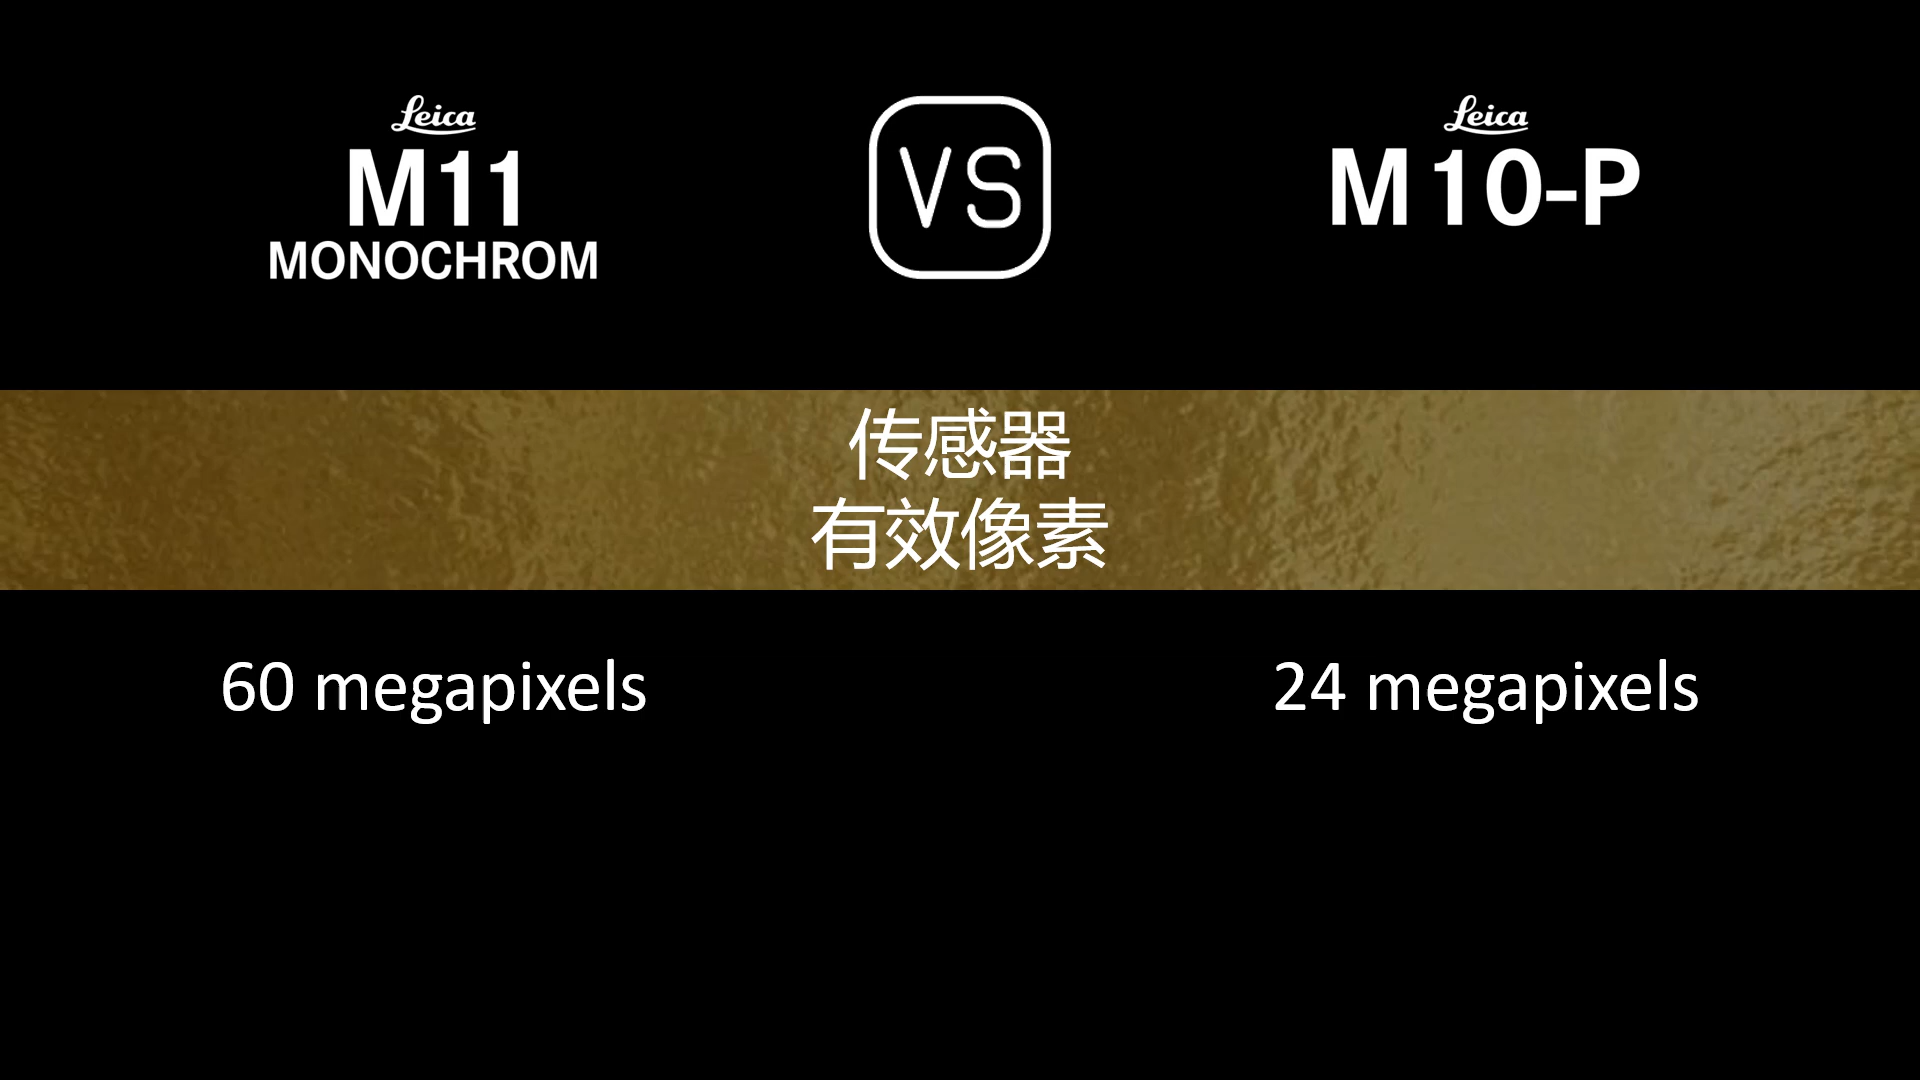 Leica
M11
MONOCHROM
VS
Leica
M10-P
传感器
有效像素
60 megapixels
24 megapixels